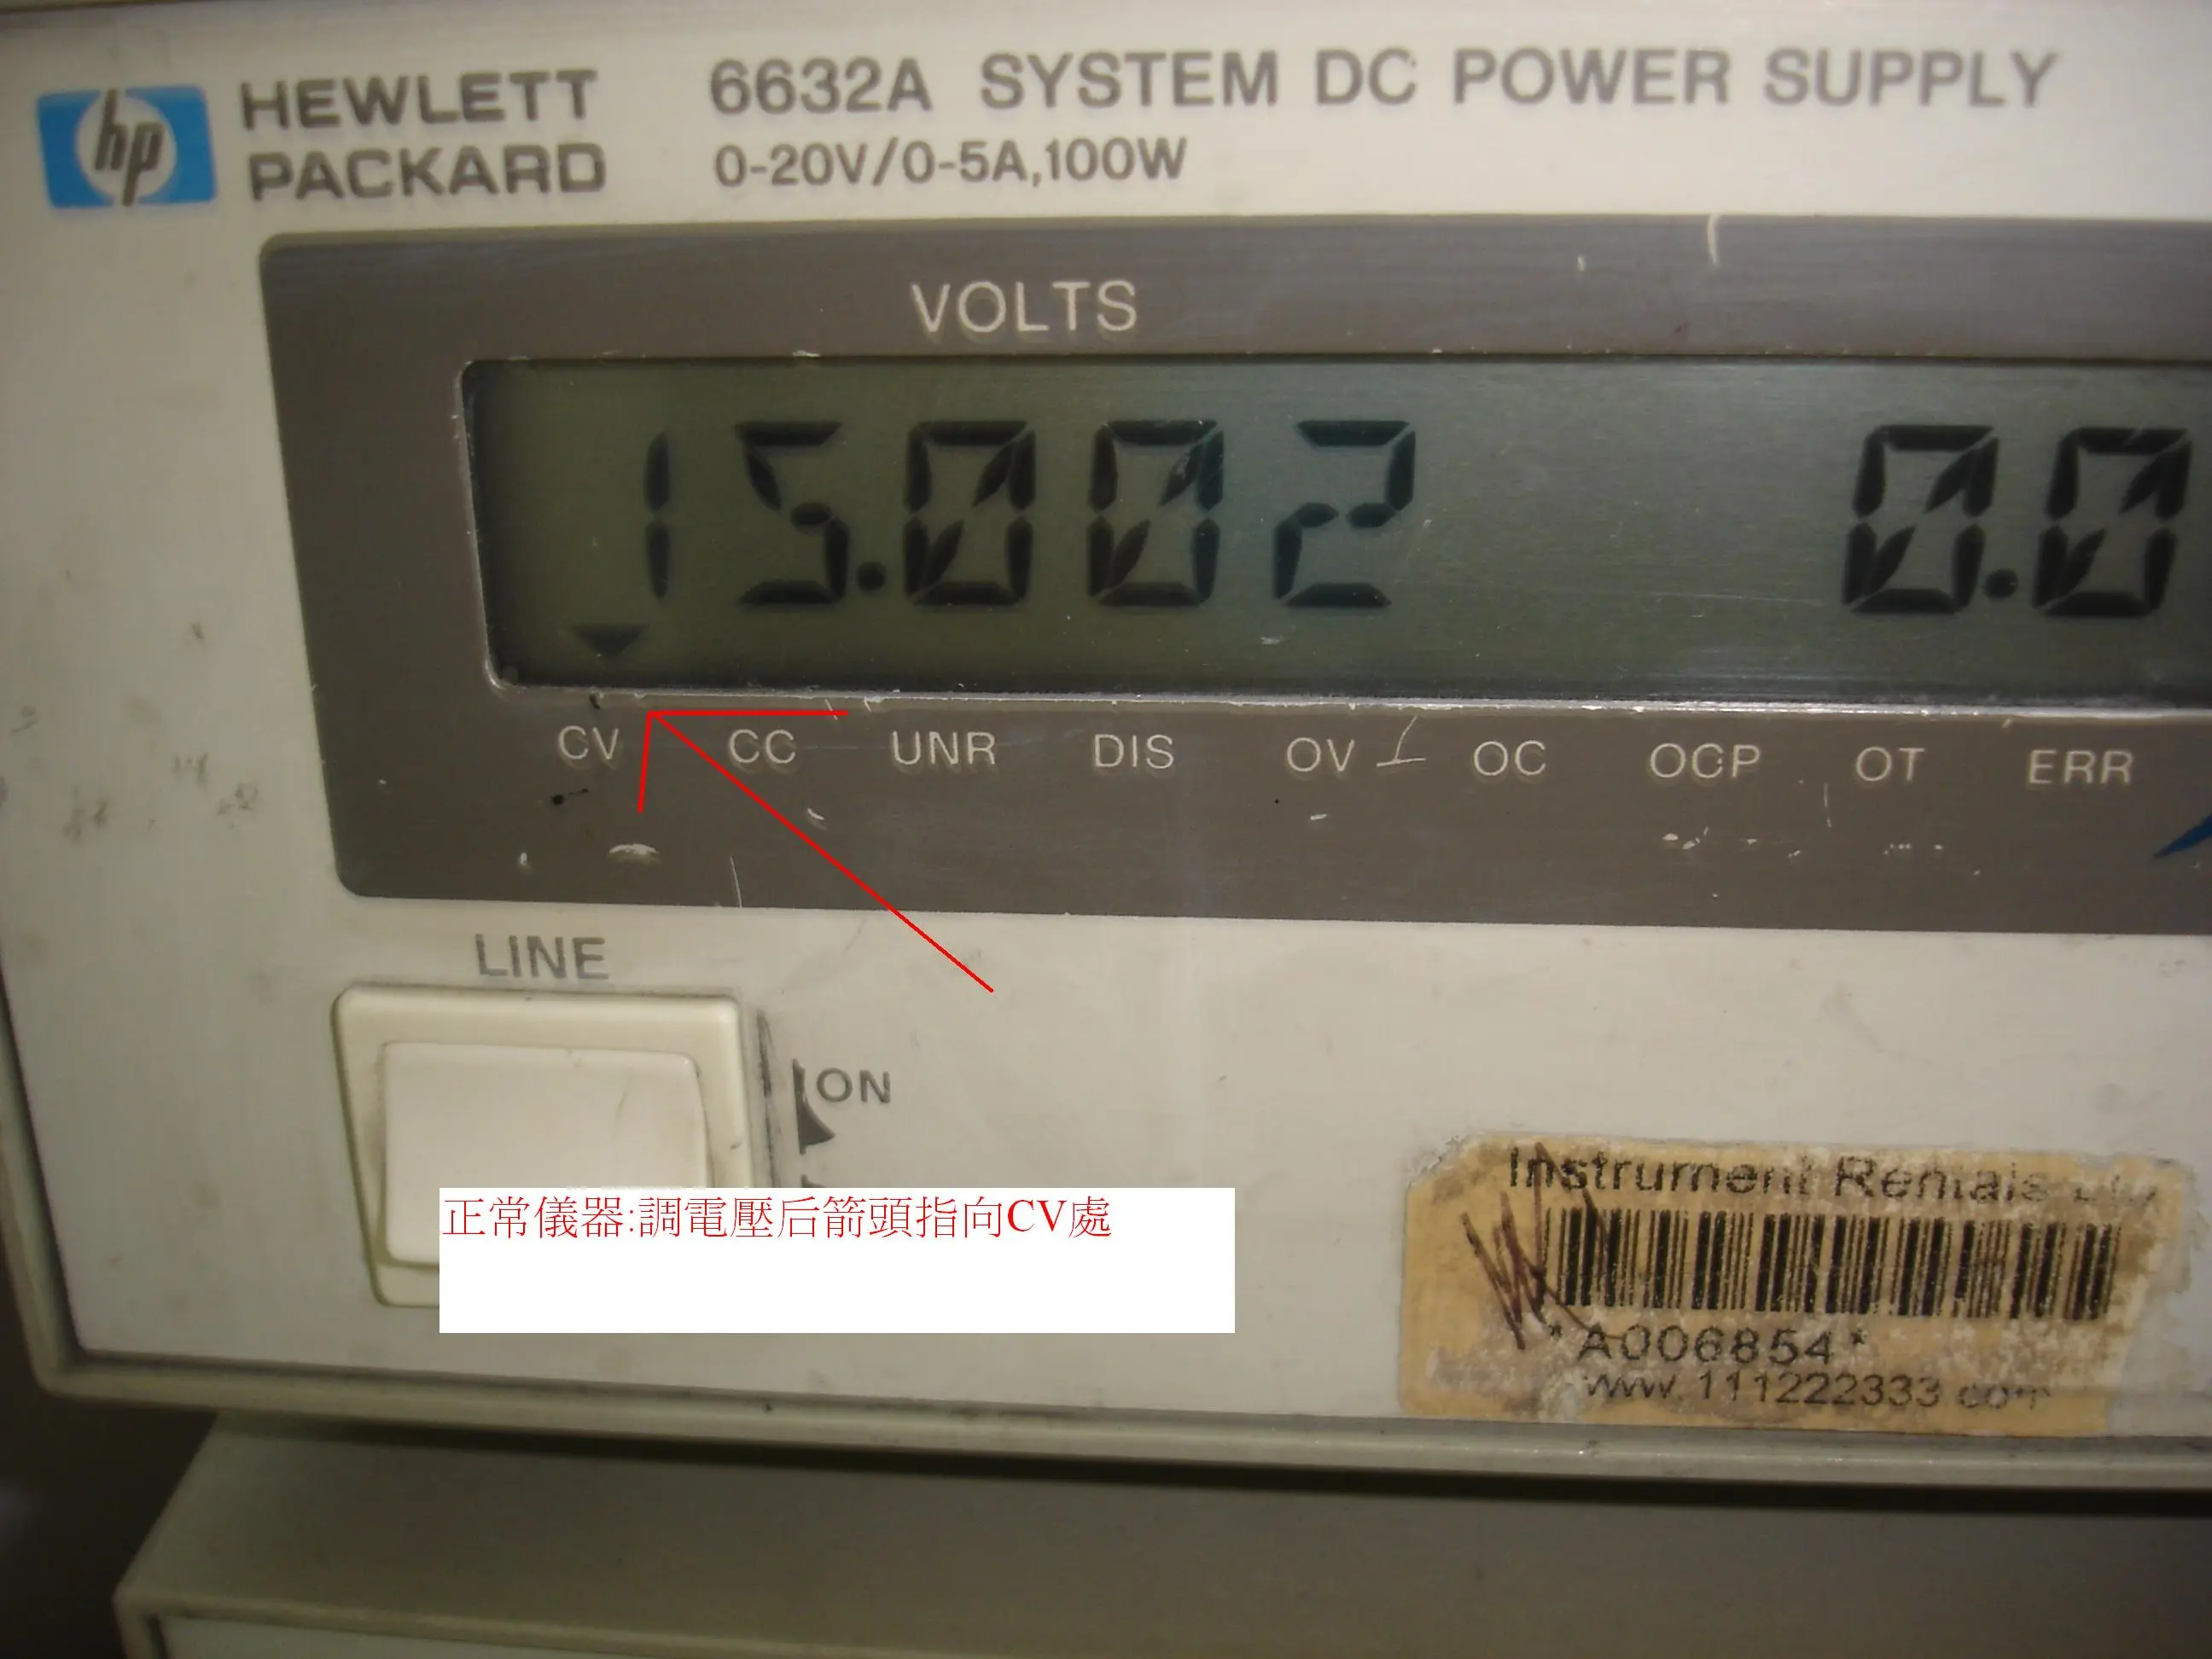 hp HEWLETT PACKARD
6632A SYSTEM DC POWER SUPPLY
0-20V/0-5A,100W
VOLTS
15.002 0.0
CV CC UNR DIS OV OC OCP OT ERR
LINE
ON
正常儀器:調電壓后箭頭指向CV處
Instrument Rentals
*A006854*
www.111222333.com